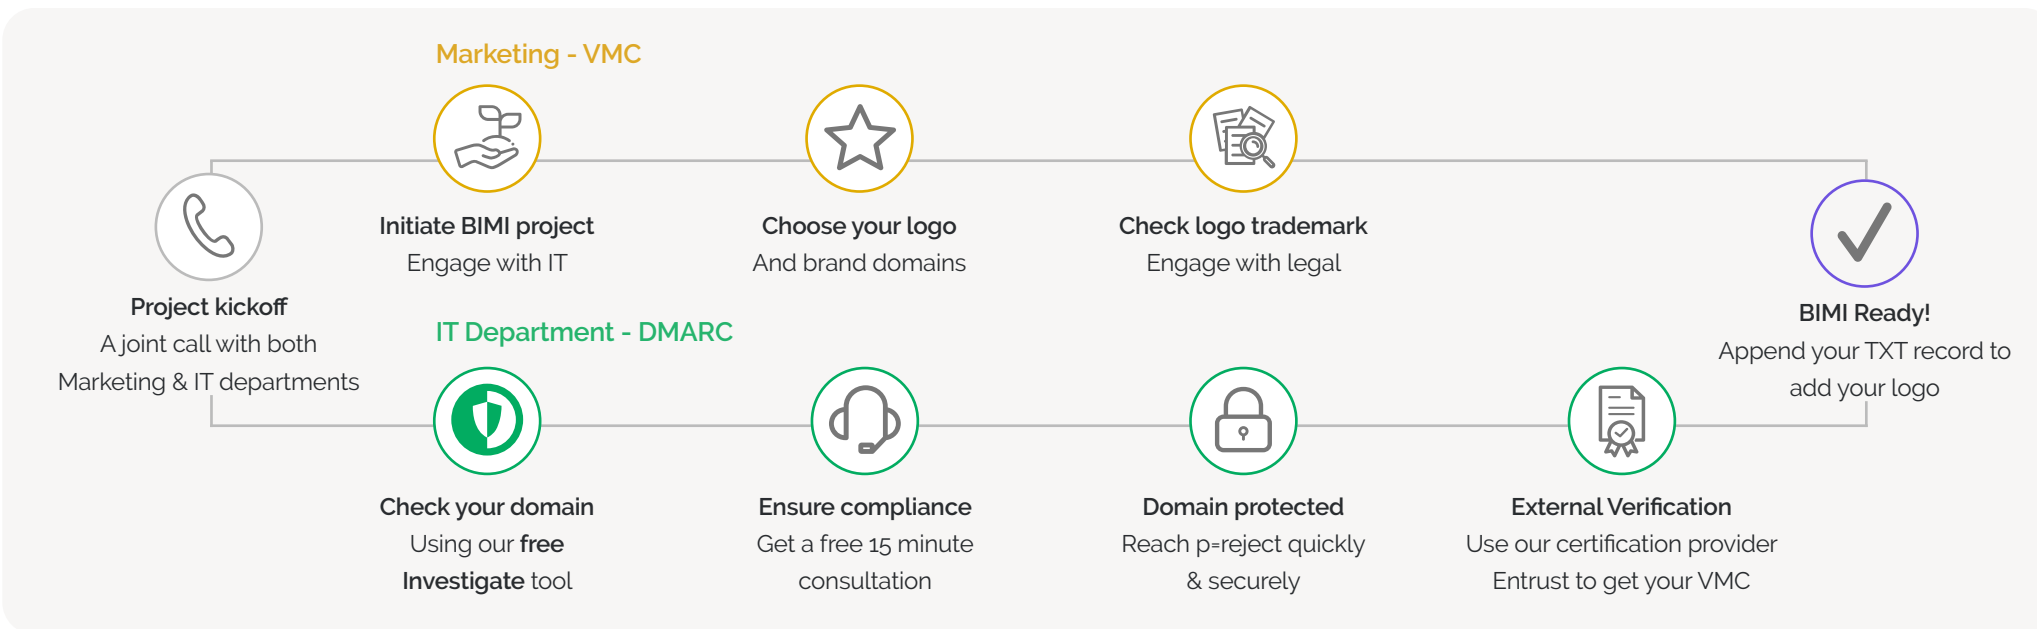 Marketing - VMC
Initiate BIMI project
Engage with IT
Choose your logo
And brand domains
Check logo trademark
Engage with legal
Project kickoff
A joint call with both
Marketing & IT departments
BIMI Ready!
Append your TXT record to
add your logo
IT Department - DMARC
Check your domain
Using our free
Investigate tool
Ensure compliance
Get a free 15 minute
consultation
Domain protected
Reach p=reject quickly
& securely
External Verification
Use our certification provider
Entrust to get your VMC